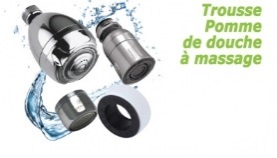 Trousse
Pomme
de douche
à massage